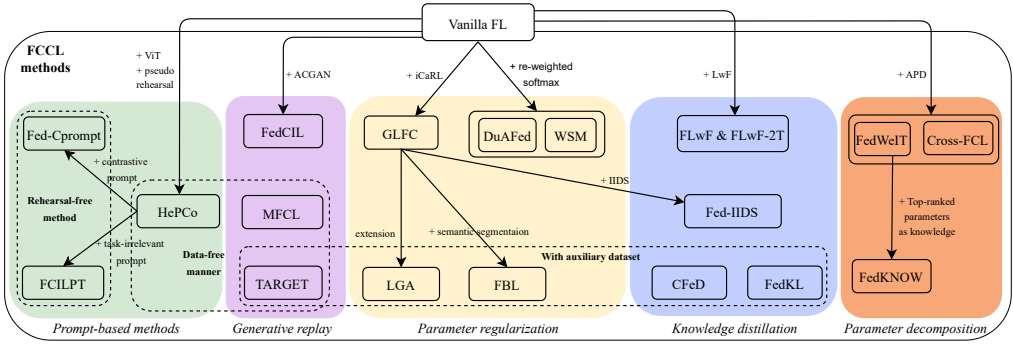 Vanilla FL
FCCL
methods
+ ViT
+ pseudo
rehearsal
+ ACGAN
+ iCaRL
+ re-weighted
softmax
+ LwF
+ APD
Fed-Cprompt
FedCIL
GLFC
DuAFed
WSM
FLwF & FLwF-2T
FedWeIT
Cross-FCL
+ contrastive
prompt
+ IIDS
Rehearsal-free
method
HePCo
MFCL
Fed-IIDS
+ Top-ranked
parameters
as knowledge
+task-irrelevant
prompt
Data-free
manner
extension
+ semantic segmentaion
With auxiliary dataset
FCILPT
TARGET
LGA
FBL
CFeD
FedKL
FedKNOW
Prompt-based methods
Generative replay
Parameter regularization
Knowledge distillation
Parameter decomposition